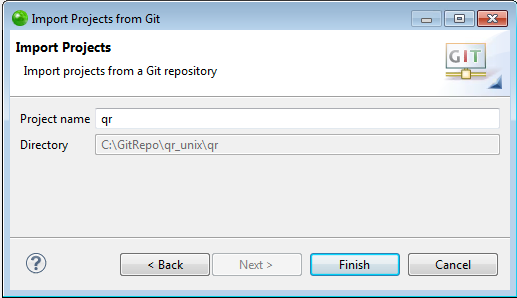 Import Projects from Git
Import Projects
Import projects from a Git repository
GIT
Project name qr
Directory C:\GitRepo\qr_unix\qr
? < Back Next > Finish Cancel